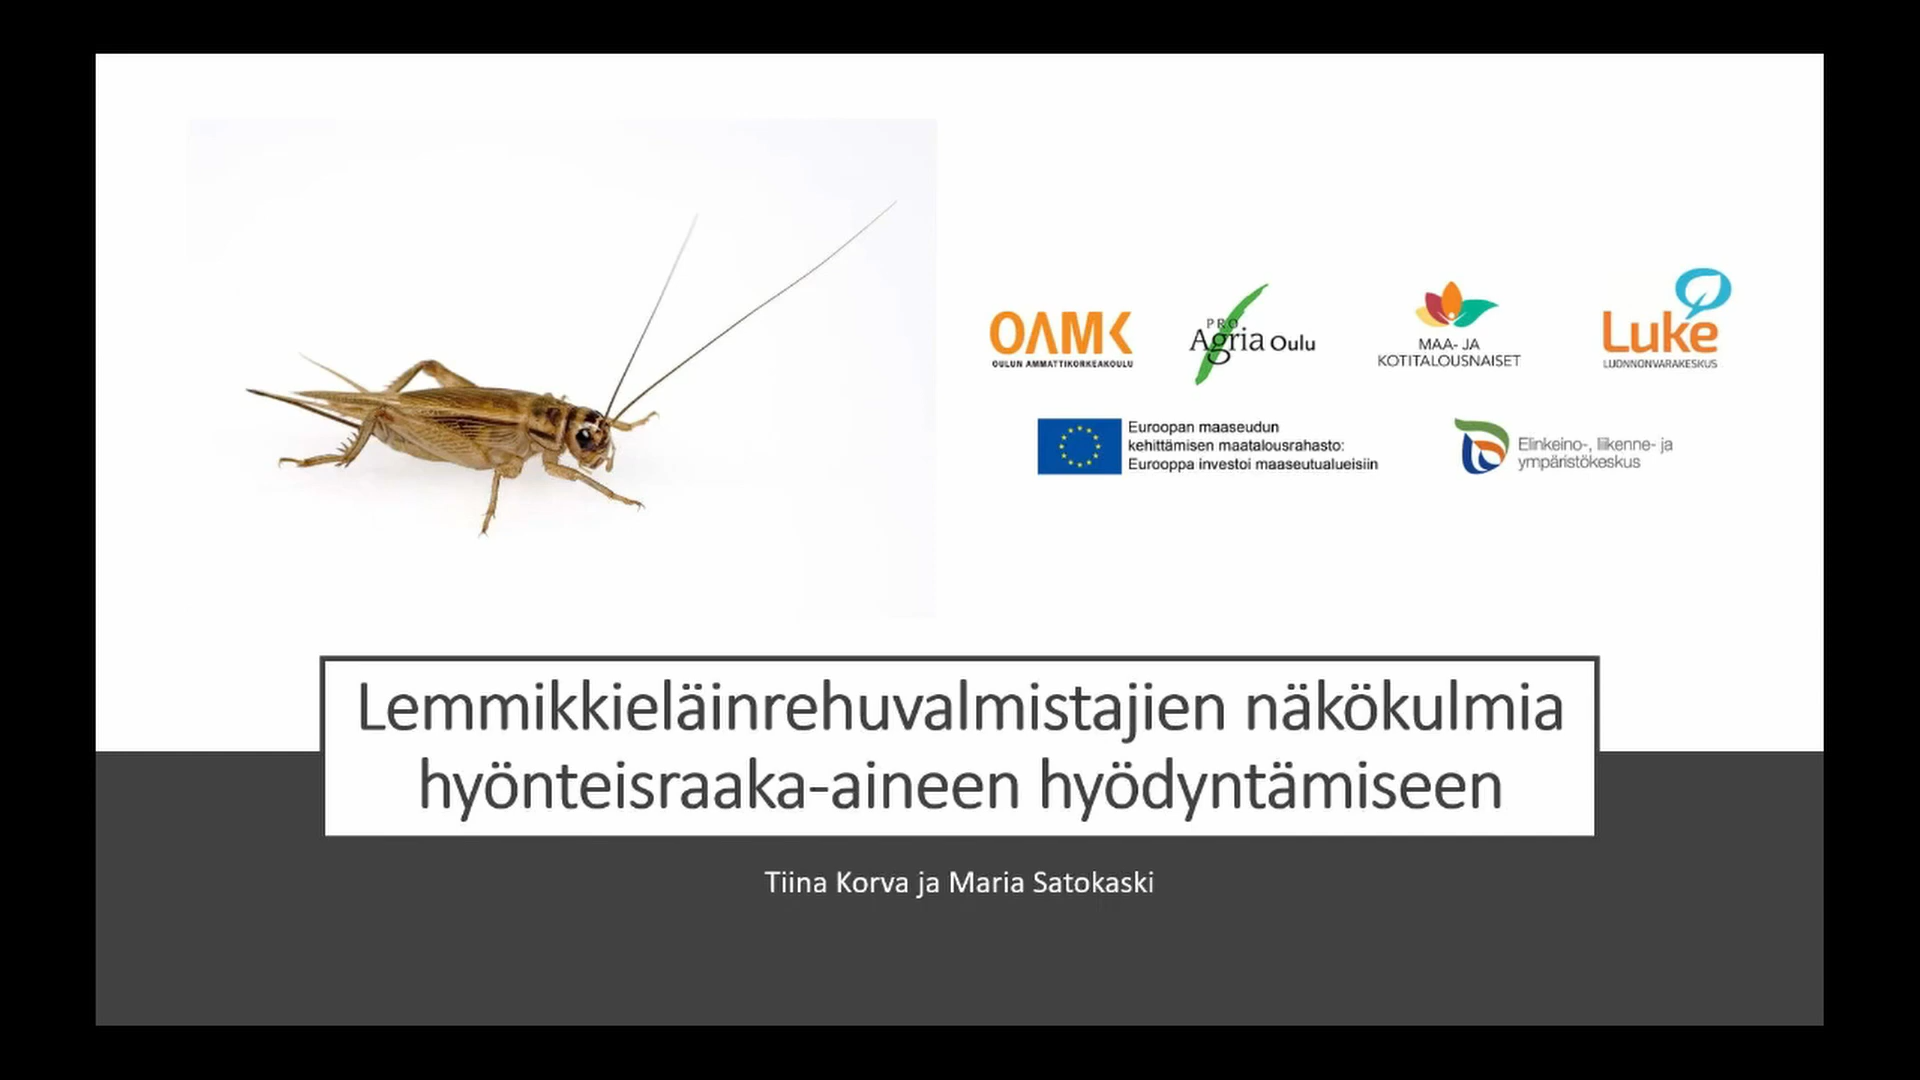 OAMK
OULUN AMMATTIKORKEAKOULU
PRO
Agria Oulu
MAA- JA
KOTITALOUSNAISET
Luke
LUONNONVARAKESKUS
Euroopan maaseudun
kehittämisen maatalousrahasto:
Eurooppa investoi maaseutualueisiin
Elinkeino-, liikenne- ja
ympäristökeskus
Lemmikkieläinrehuvalmistajien näkökulmia
hyönteisraaka-aineen hyödyntämiseen
Tiina Korva ja Maria Satokaski